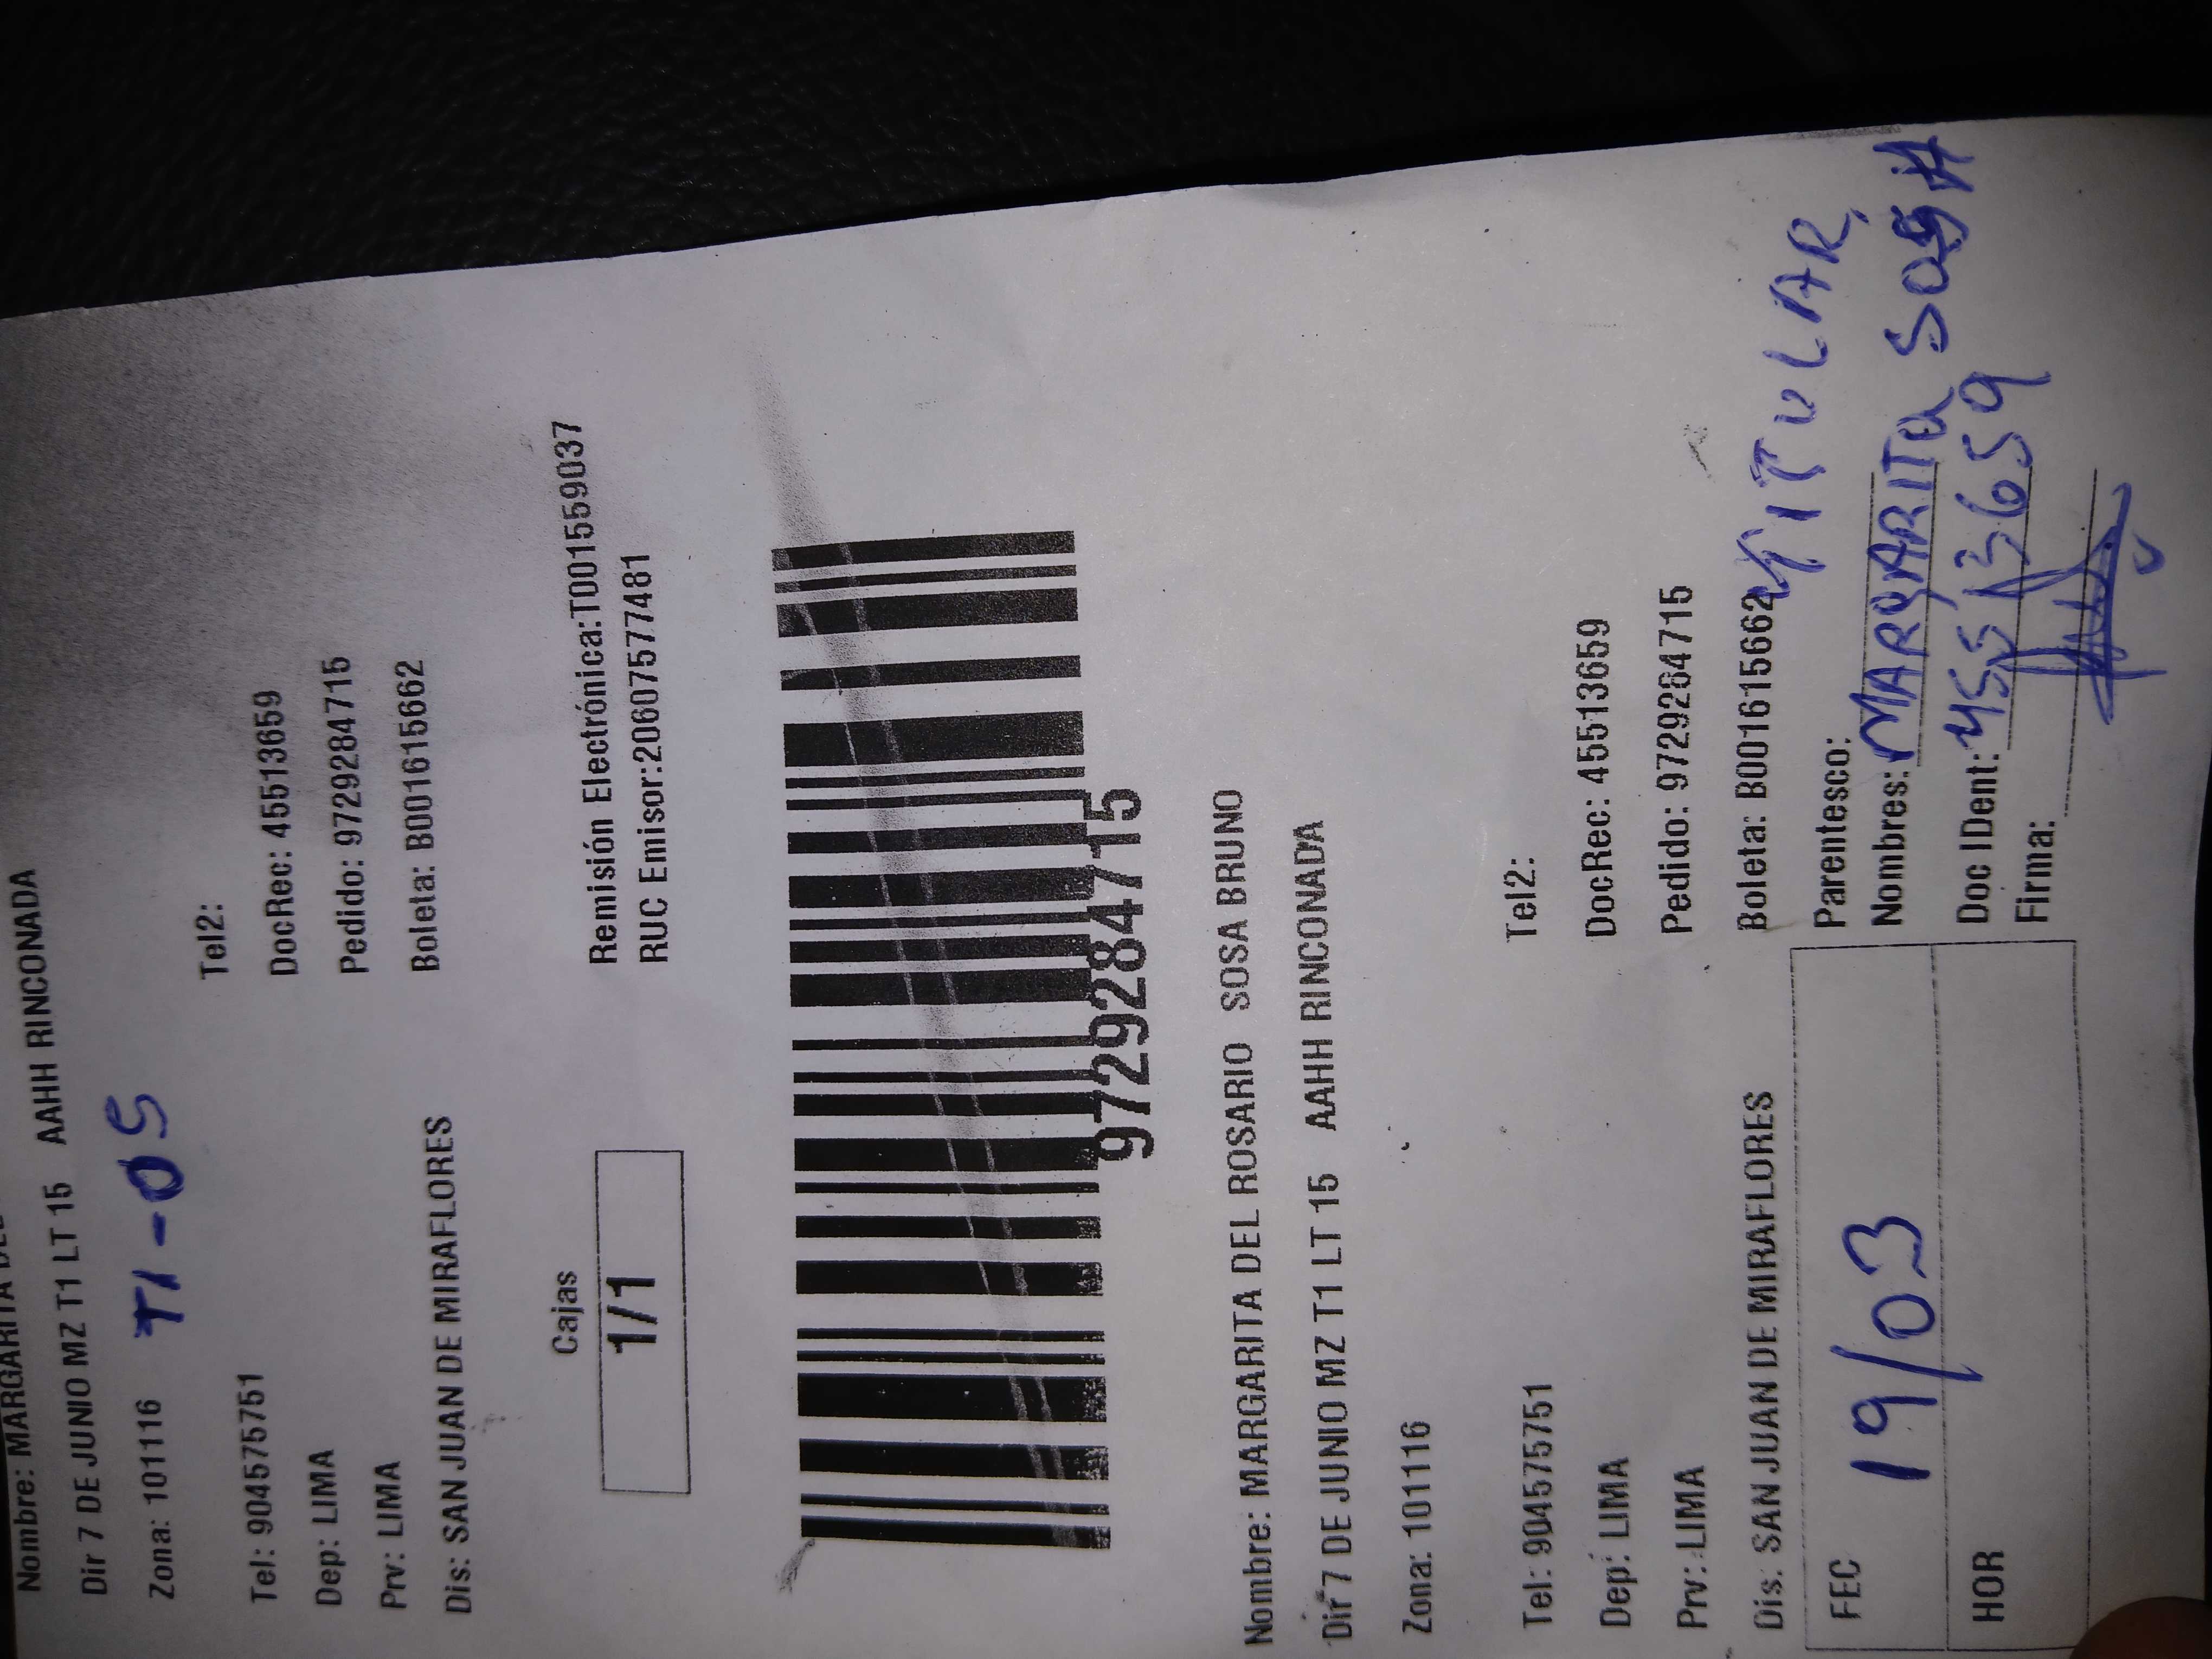 Nombre: MARGARITA DEL
Dir 7 DE JUNIO MZ T1 LT 15 AAHH RINCONADA
Zona: 101116 T1-05
Tel: 904575751 Tel2:
Dep: LIMA DocRec: 45513659
Prv: LIMA Pedido: 9729284715
Dis: SAN JUAN DE MIRAFLORES Boleta: B001615662
Cajas Remisión Electrónica:T001559037
1/1 RUC Emisor:20607577481
9729284715
Nombre: MARGARITA DEL ROSARIO SOSA BRUNO
Dir 7 DE JUNIO MZ T1 LT 15 AAHH RINCONADA
Zona: 101116
Tel: 904575751 Tel2:
Dep: LIMA DocRec: 45513659
Prv: LIMA Pedido: 9729284715
Dis: SAN JUAN DE MIRAFLORES Boleta: B001615662
FEC 19/03 Parentesco: TITULAR
Nombres: MARGARITA SOSA
HOR Doc IDent: 45513659
Firma: